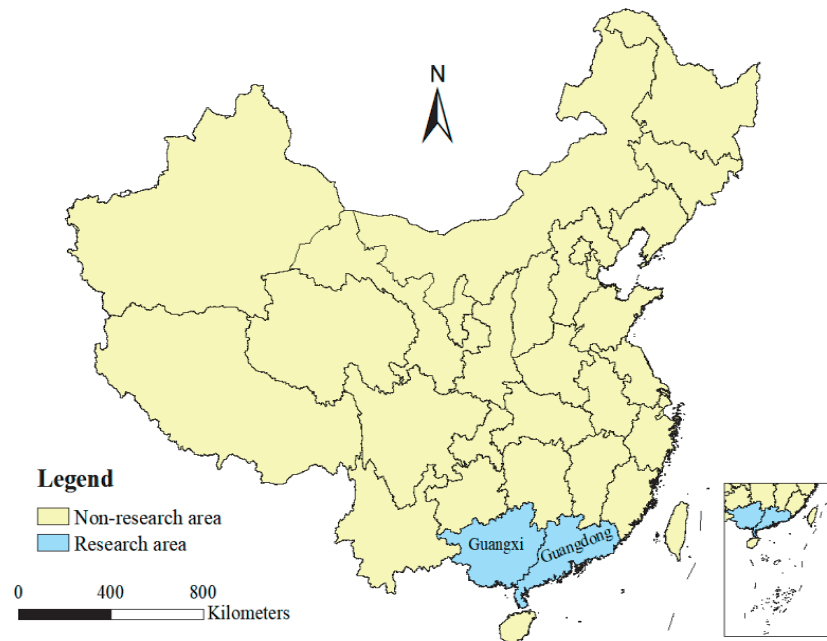 N
Legend
Non-research area
Research area
Guangxi
Guangdong
0 400 800
Kilometers